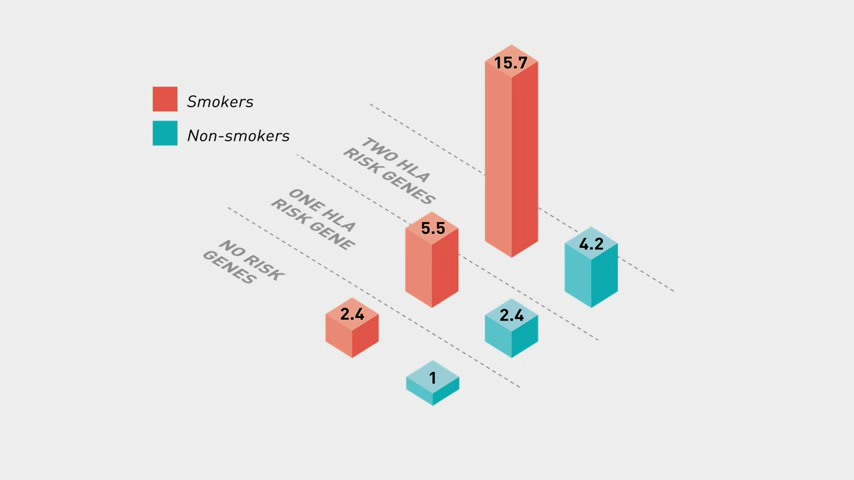 Smokers
Non-smokers
TWO HLA
RISK GENES
ONE HLA
RISK GENE
NO RISK
GENES
15.7
5.5
4.2
2.4
2.4
1